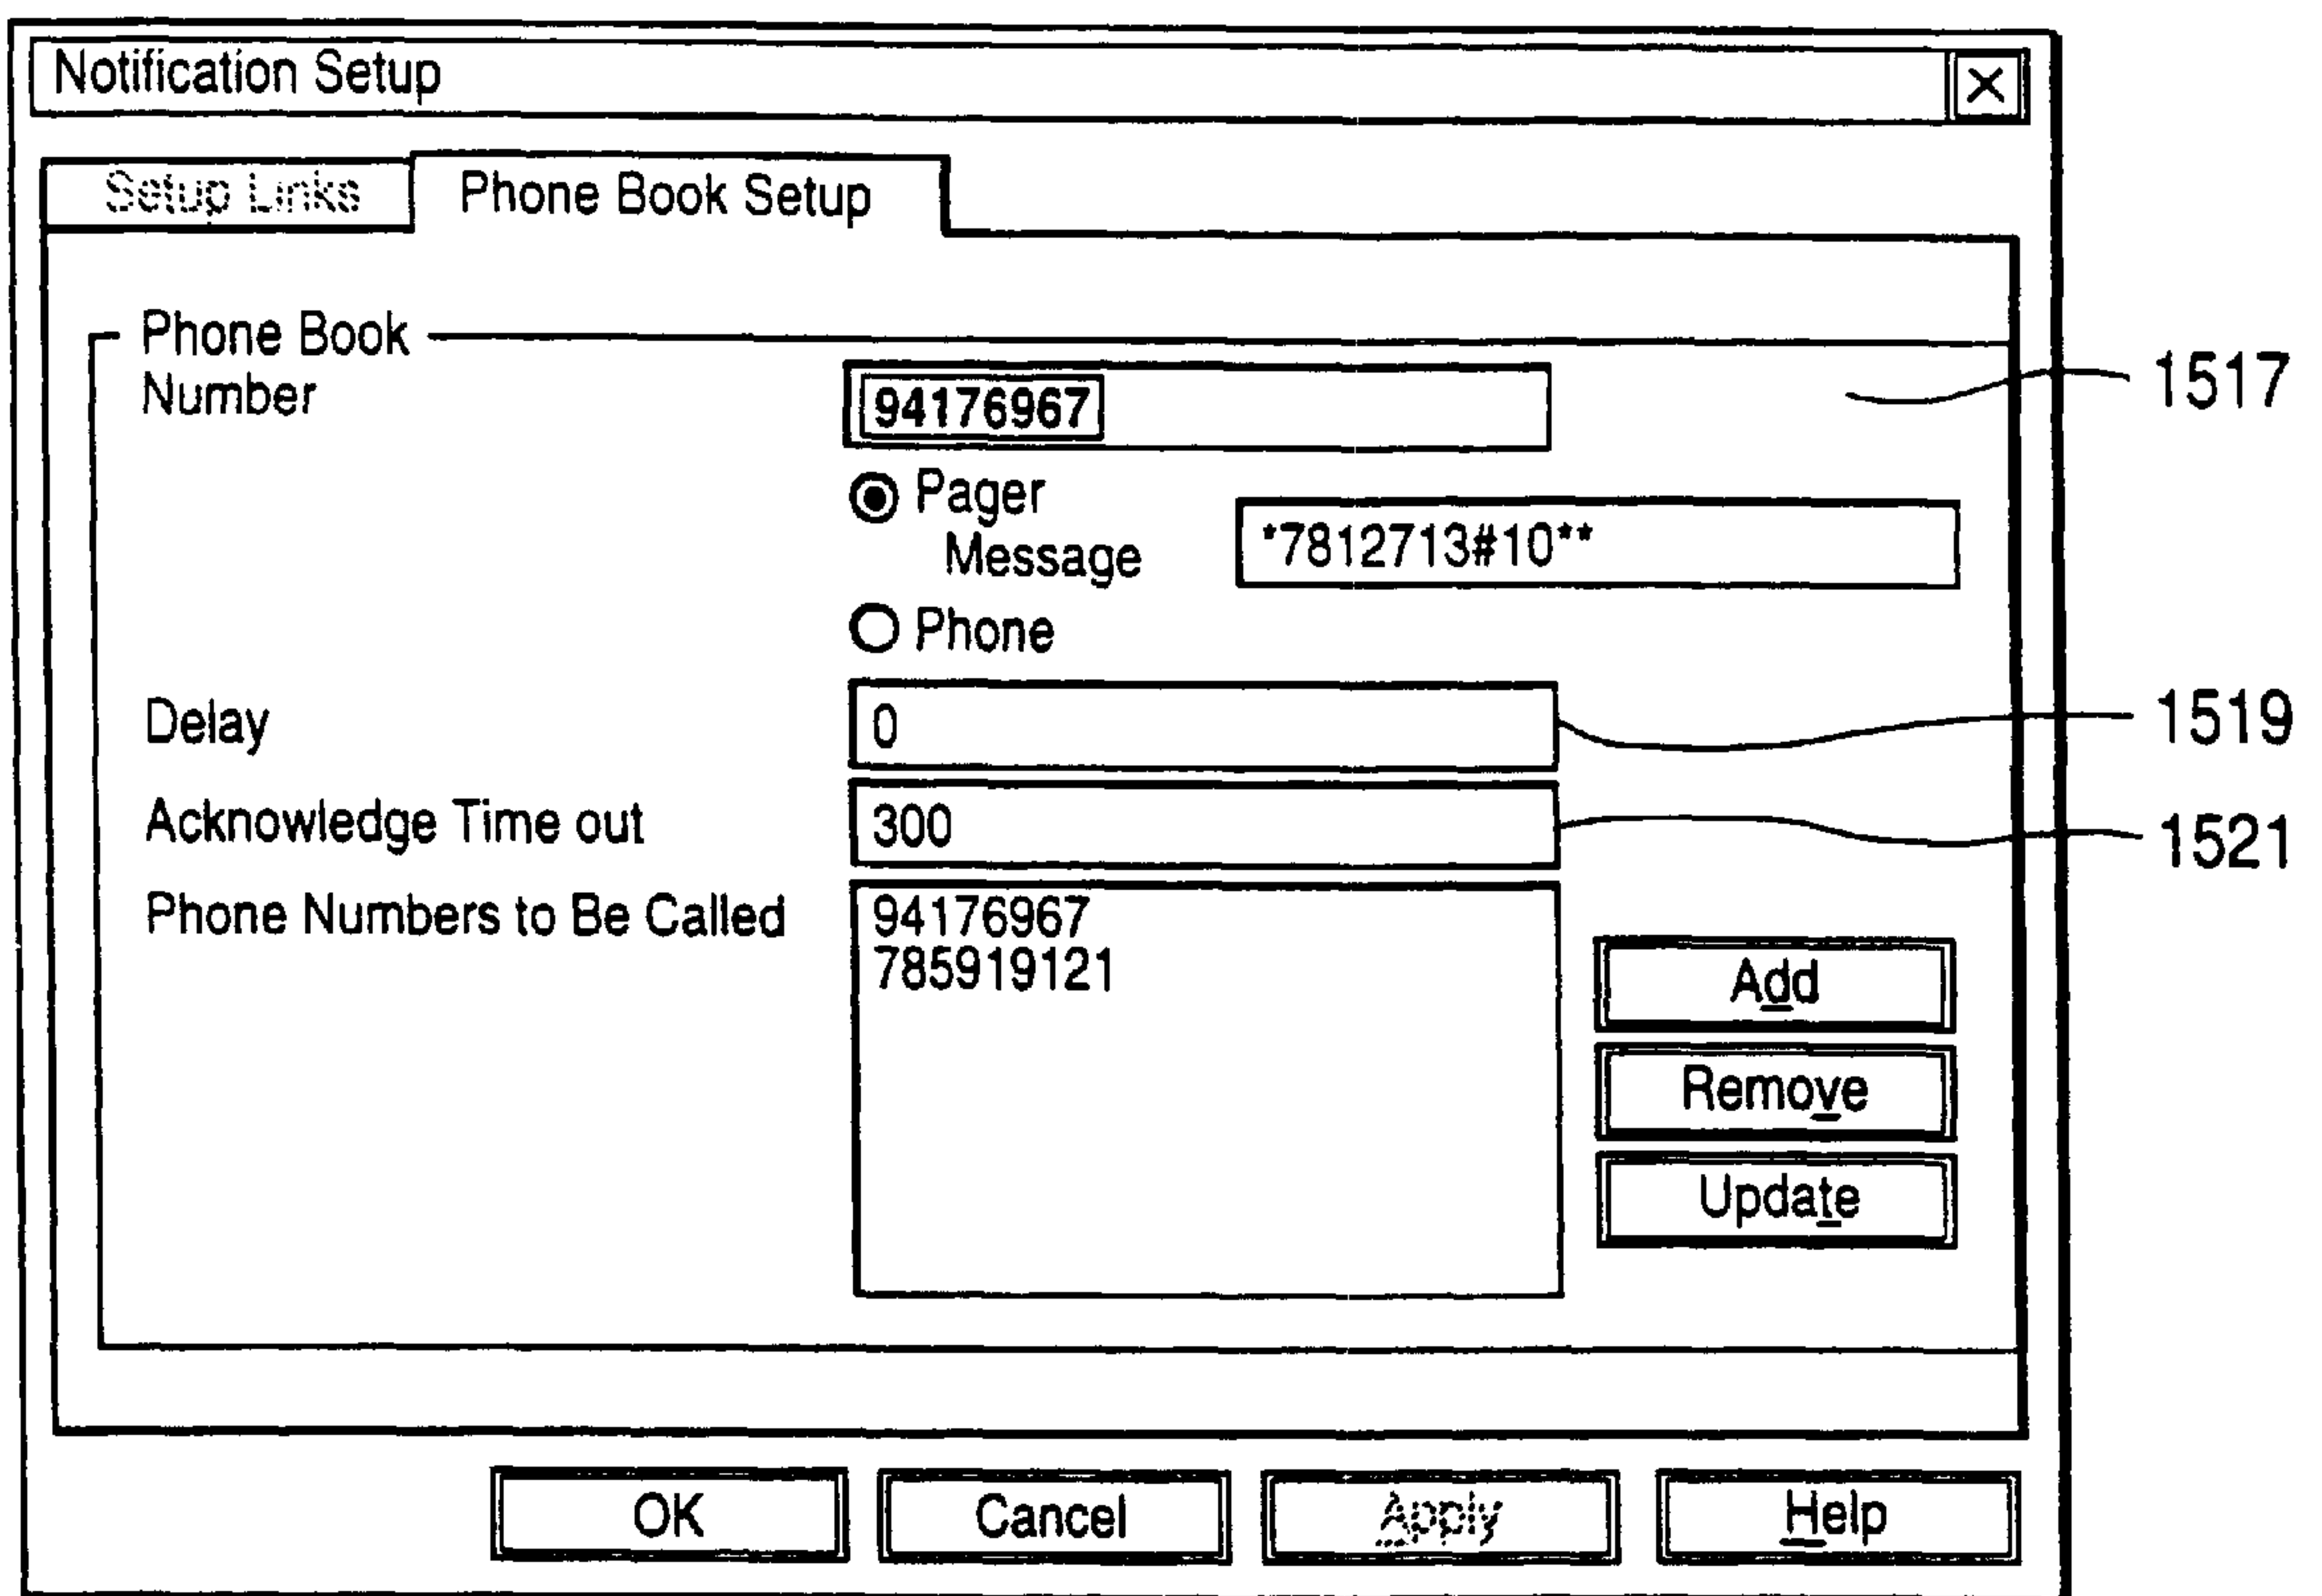 Notification Setup X
Setup Links Phone Book Setup
Phone Book
Number 94176967 1517
Pager
Message *7812713#10**
Phone
Delay 0 1519
Acknowledge Time out 300 1521
Phone Numbers to Be Called 94176967
785919121
Add
Remove
Update
OK Cancel Apply Help